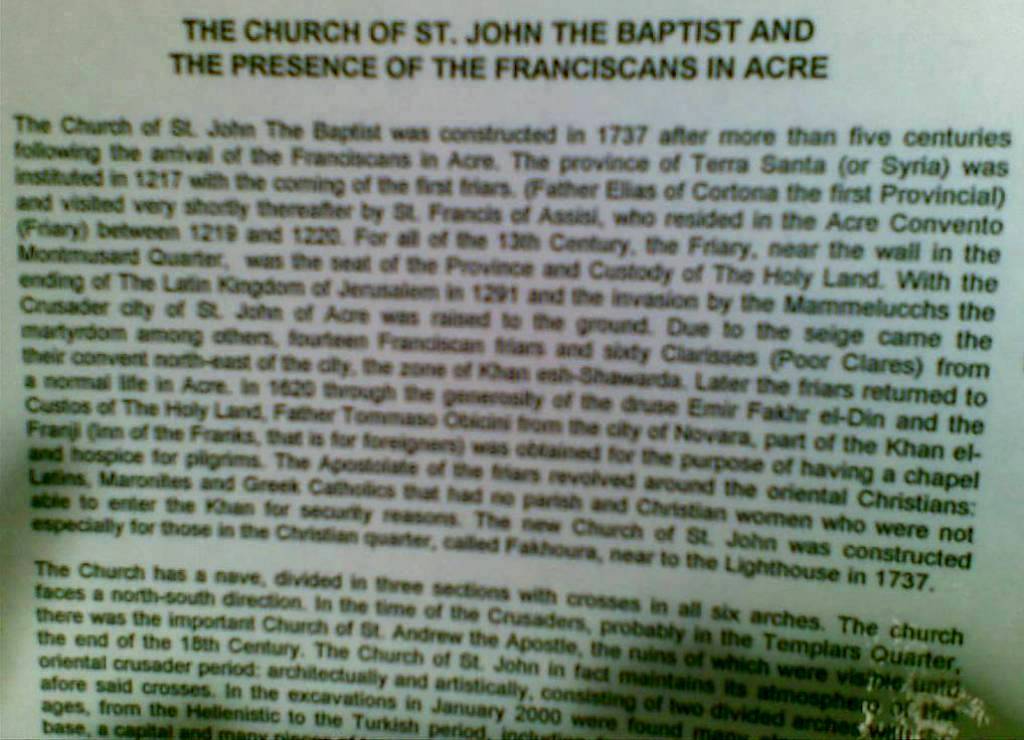 THE CHURCH OF ST. JOHN THE BAPTIST AND
THE PRESENCE OF THE FRANCISCANS IN ACRE
The Church of St. John The Baptist was constructed in 1737 after more than five centuries
following the arrival of the Franciscans in Acre. The province of Terra Santa (or Syria) was
instituted in 1217 with the coming of the first friars. (Father Elias of Cortona the first Provincial)
and visited very shortly thereafter by St. Francis of Assisi, who resided in the Acre Convento
(Friary) between 1219 and 1220. For all of the 13th Century, the Friary, near the wall in the
Montmusard Quarter, was the seat of the Province and Custody of The Holy Land. With the
ending of The Latin Kingdom of Jerusalem in 1291 and the invasion by the Mammelucchs the
Crusader city of St. John of Acre was raised to the ground. Due to the seige came the
martyrdom among others, fourteen Franciscan friars and sixty Clarisses (Poor Clares) from
their convent north-east of the city, the zone of Khan esh-Shawarda. Later the friars returned to
a normal life in Acre. In 1620 through the generosity of the druse Emir Fakhr el-Din and the
Custos of The Holy Land, Father Tommaso Obicini from the city of Novara, part of the Khan el-
Franji (Inn of the Franks, that is for foreigners) was obtained for the purpose of having a chapel
and hospice for pilgrims. The Apostolate of the friars revolved around the oriental Christians:
Latins, Maronites and Greek Catholics that had no parish and Christian women who were not
able to enter the Khan for security reasons. The new Church of St. John was constructed
especially for those in the Christian quarter, called Fakhoura, near to the Lighthouse in 1737.
The Church has a nave, divided in three sections with crosses in all six arches. The church
faces a north-south direction. In the time of the Crusaders, probably in the Templars Quarter,
there was the important Church of St. Andrew the Apostle, the ruins of which were visible until
the end of the 18th Century. The Church of St. John in fact maintains its atmosphere of the
oriental crusader period: architectually and artistically, consisting of two divided arches with the
afore said crosses. In the excavations in January 2000 were found many
ages, from the Hellenistic to the Turkish period, including
base, a capital and many pieces of